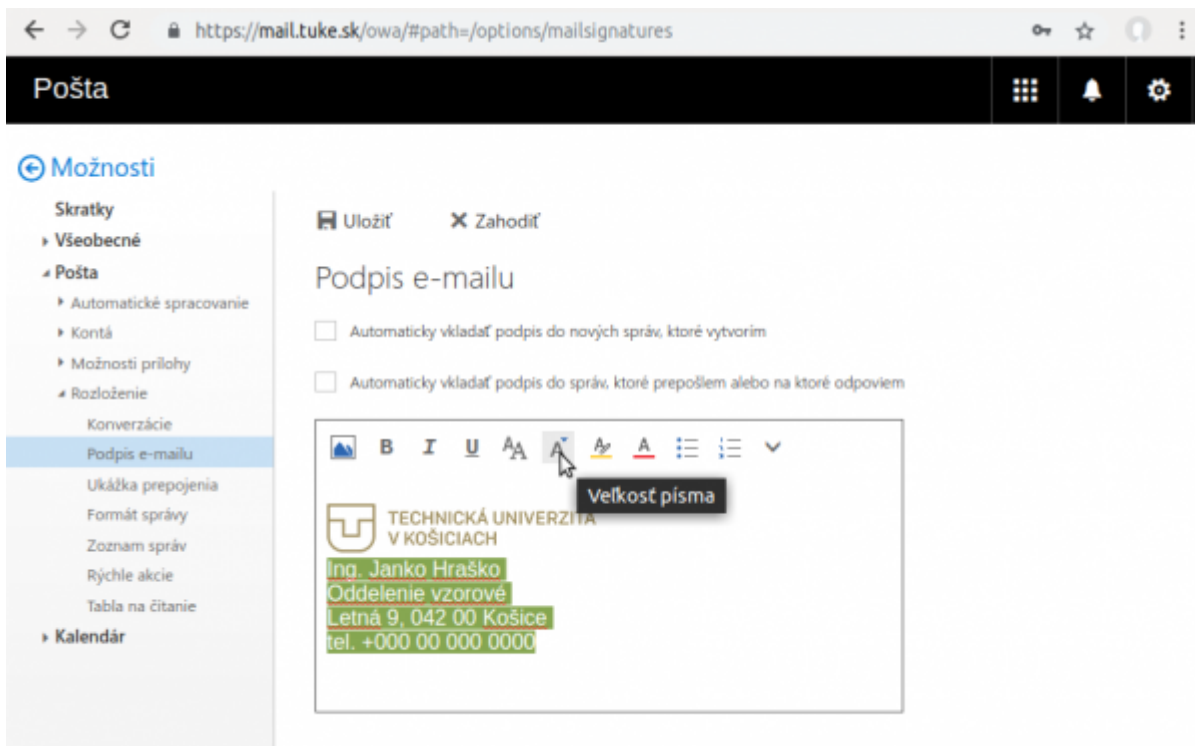 https://mail.tuke.sk/owa/#path=/options/mailsignatures
Pošta
Možnosti
Skratky
Všeobecné
Pošta
Automatické spracovanie
Kontá
Možnosti prílohy
Rozloženie
Konverzácie
Podpis e-mailu
Ukážka prepojenia
Formát správy
Zoznam správ
Rýchle akcie
Tabla na čítanie
Kalendár
Uložiť Zahodiť
Podpis e-mailu
Automaticky vkladať podpis do nových správ, ktoré vytvorím
Automaticky vkladať podpis do správ, ktoré prepošlem alebo na ktoré odpoviem
B I U AA A A A
Veľkosť písma
TECHNICKÁ UNIVERZITA
V KOŠICIACH
Ing. Janko Hraško
Oddelenie vzorové
Letná 9, 042 00 Košice
tel. +000 00 000 0000